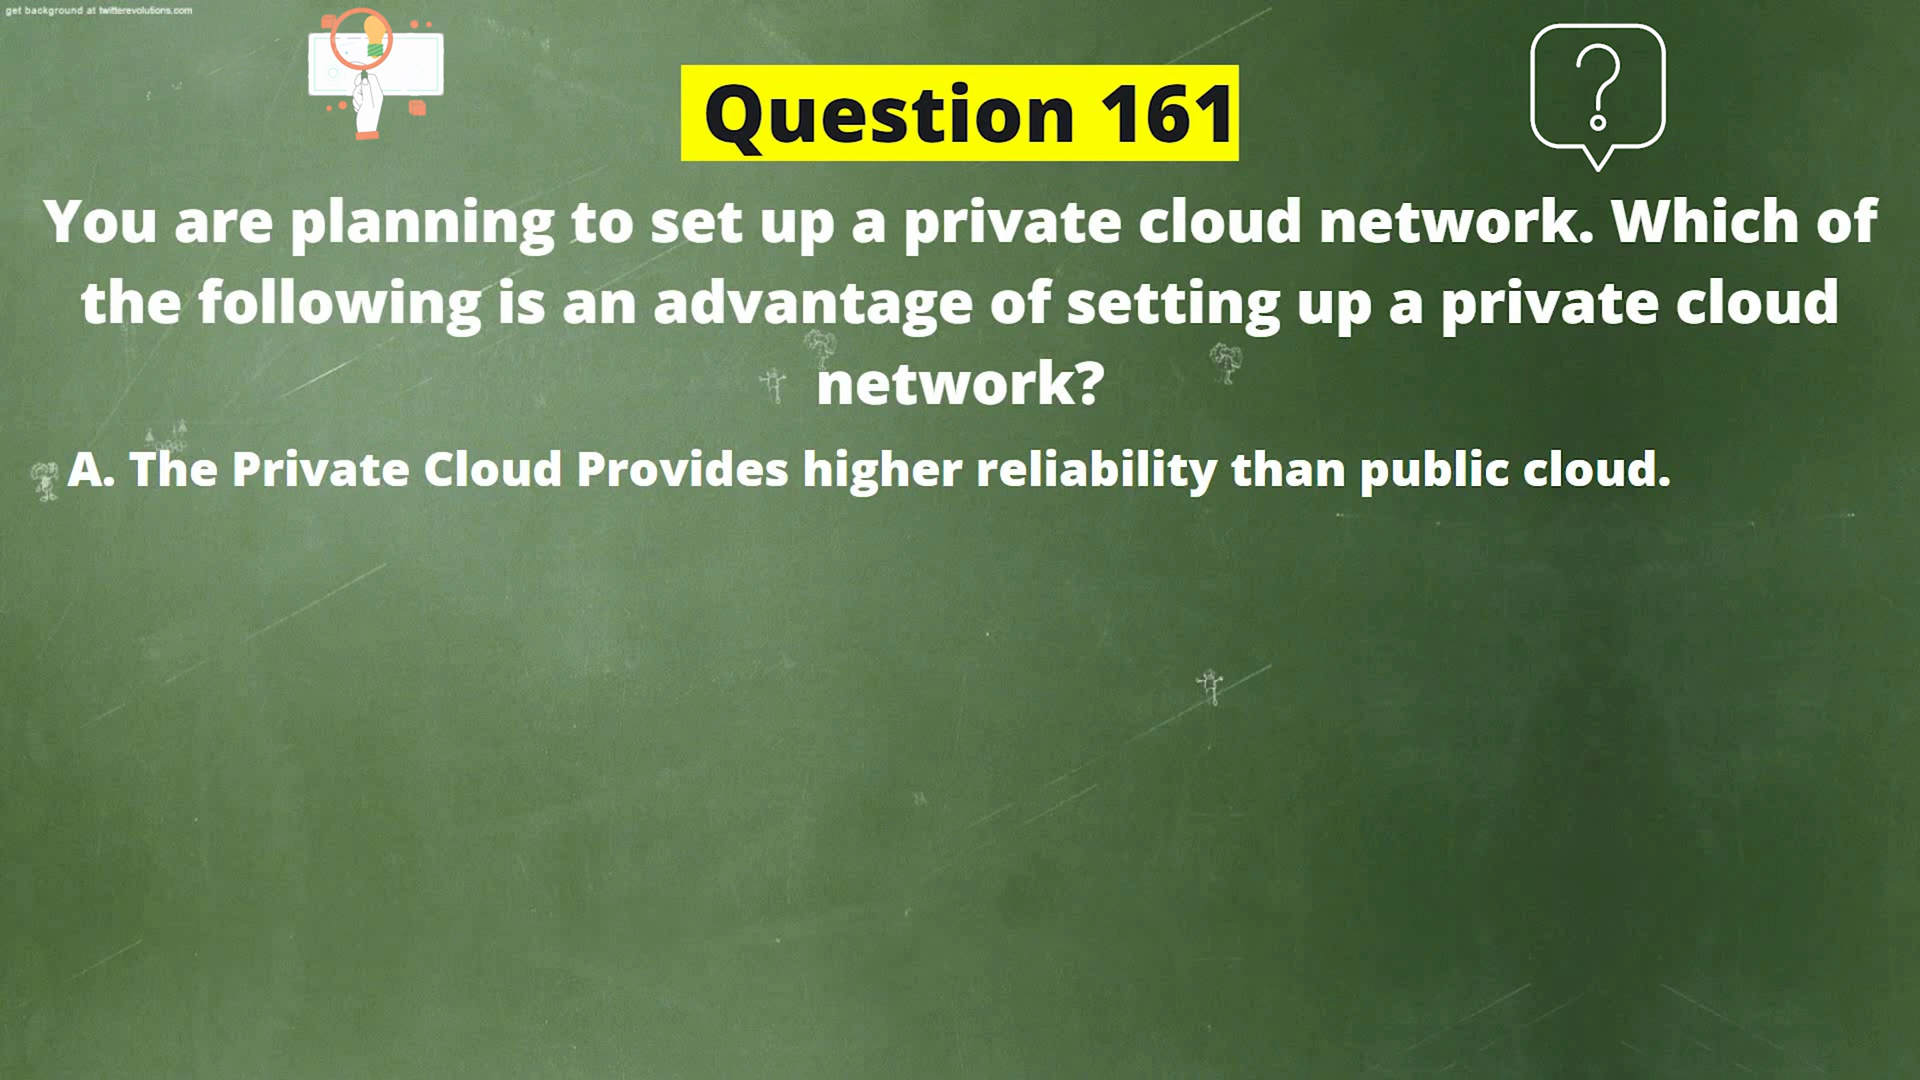 get background at twitterevolutions.com
Question 161
You are planning to set up a private cloud network. Which of
the following is an advantage of setting up a private cloud
network?
A. The Private Cloud Provides higher reliability than public cloud.